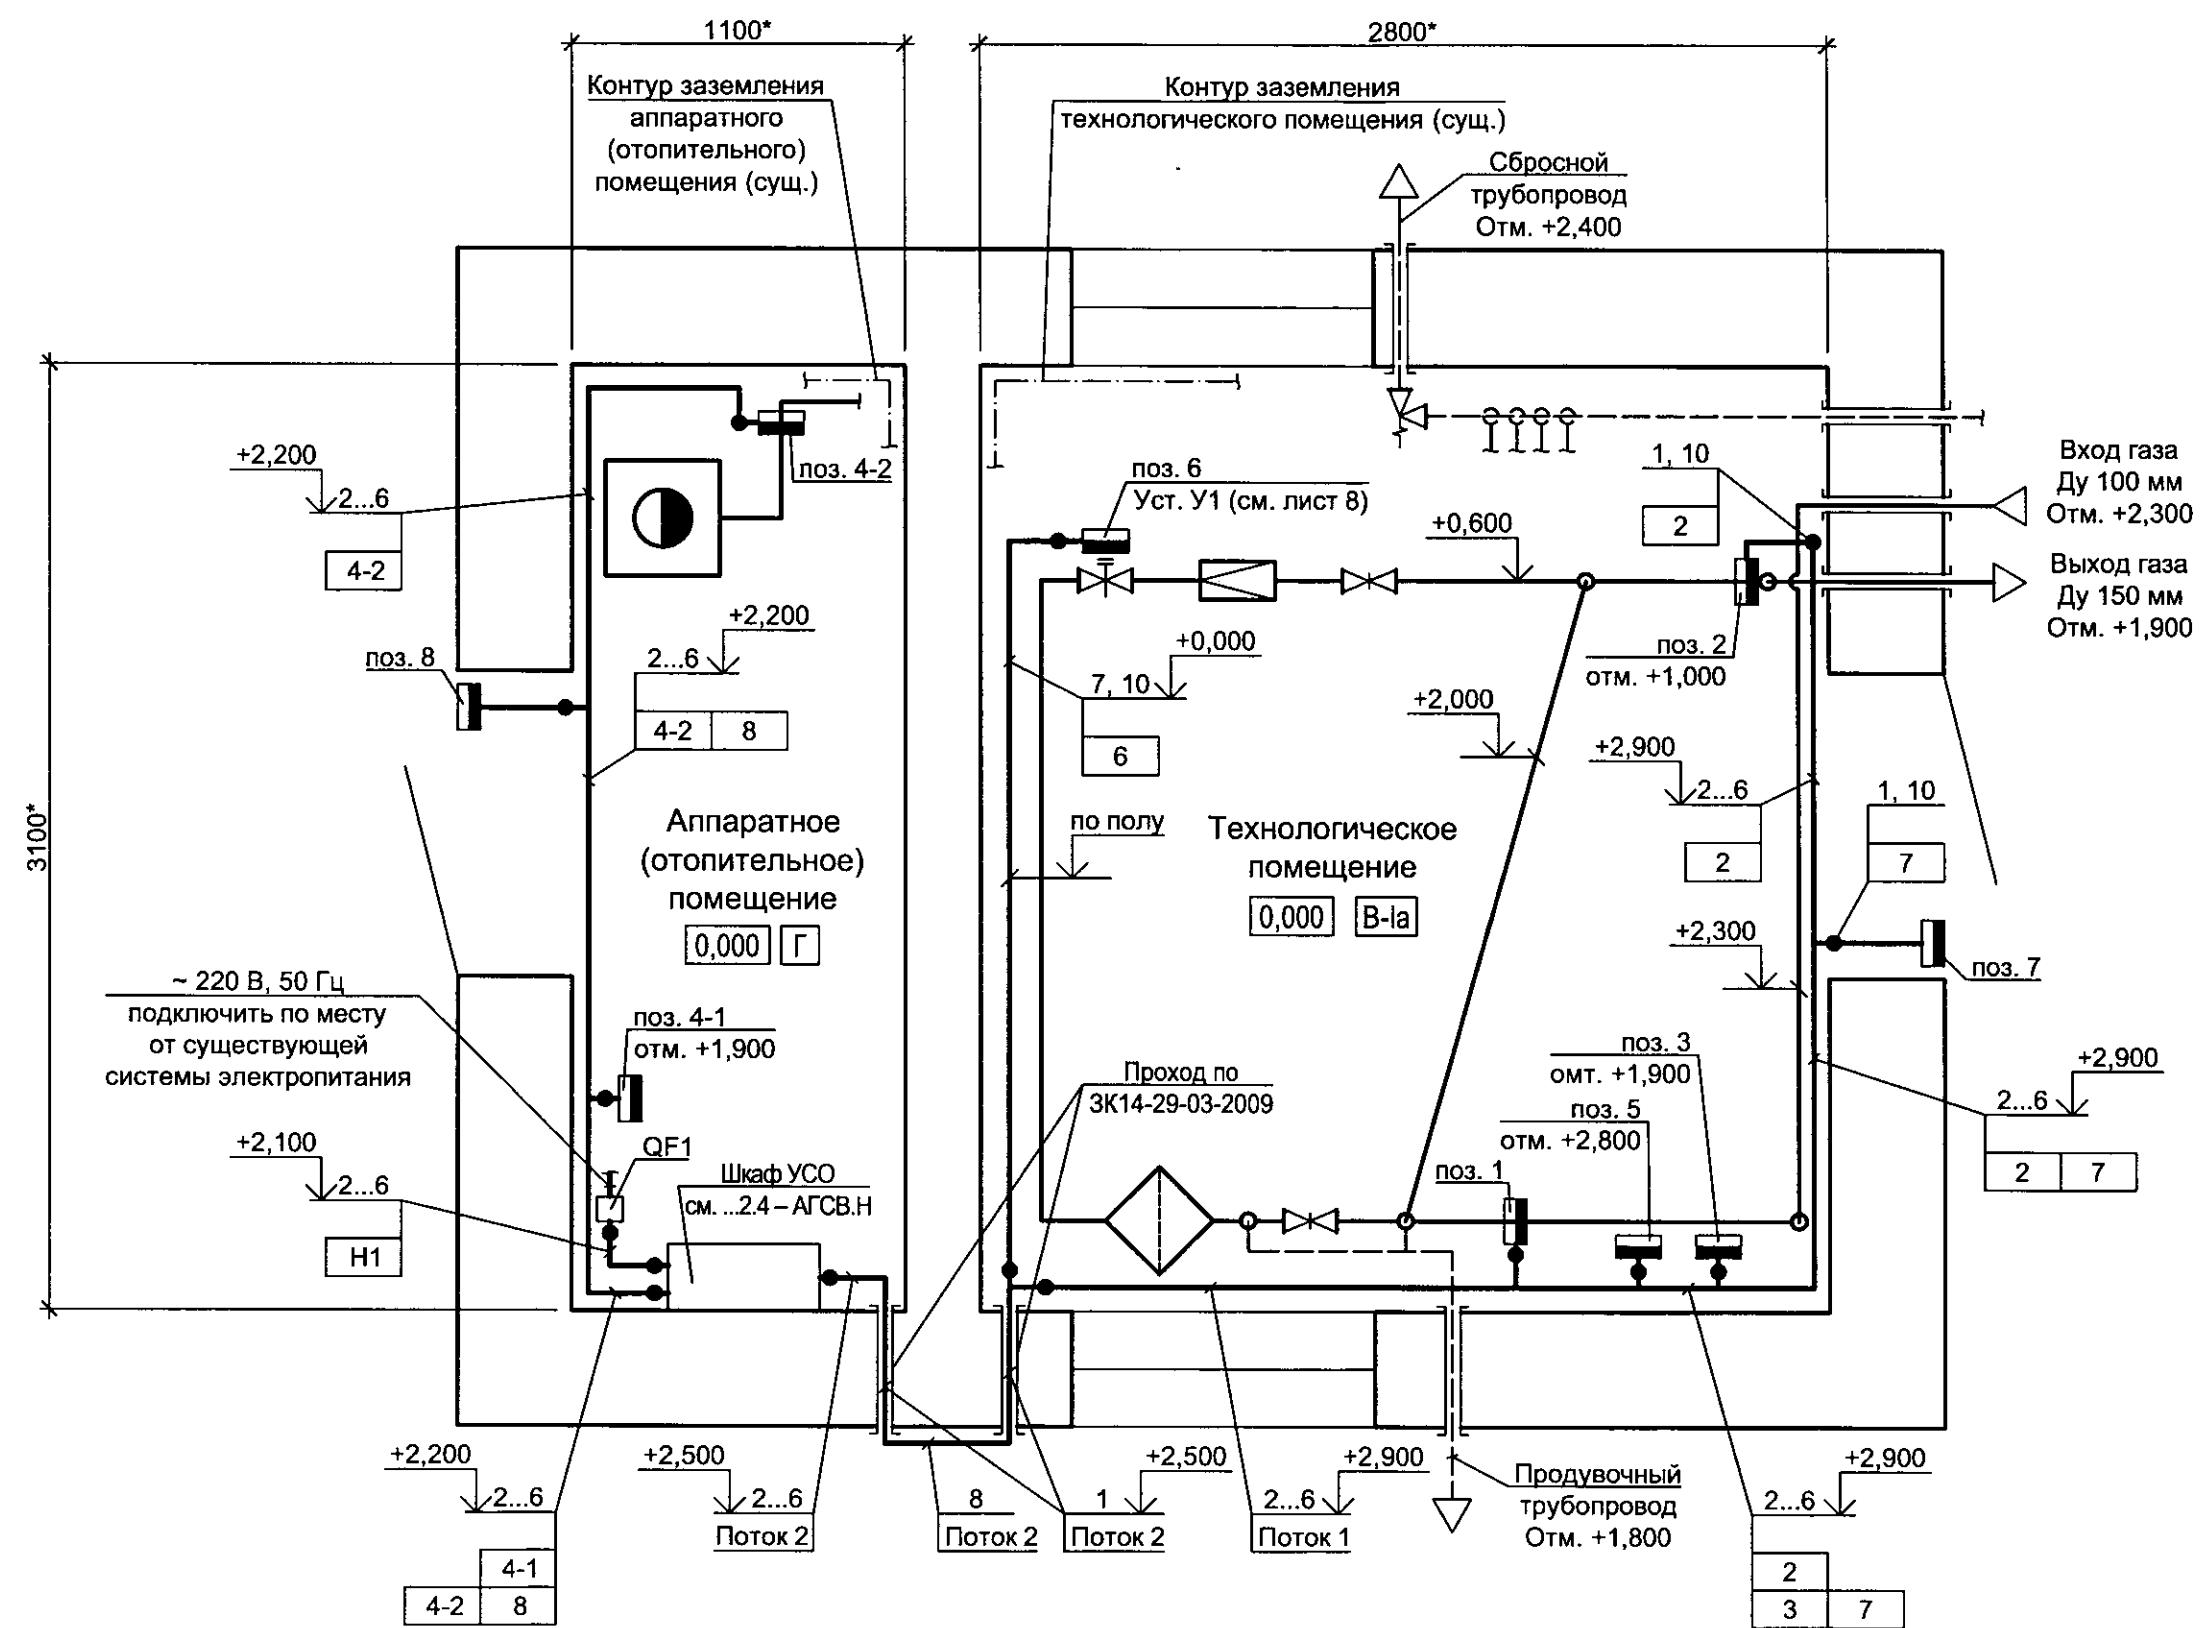 1100*
2800*
Контур заземления
аппаратного
(отопительного)
помещения (сущ.)
Контур заземления
технологического помещения (сущ.)
Сбросной
трубопровод
Отм. +2,400
+2,200
2...6
4-2
поз. 4-2
поз. 6
Уст. У1 (см. лист 8)
+0,600
1, 10
2
Вход газа
Ду 100 мм
Отм. +2,300
Выход газа
Ду 150 мм
Отм. +1,900
поз. 8
+2,200
2...6
4-2 8
+0,000
7, 10
6
поз. 2
отм. +1,000
+2,000
+2,900
2...6
2
1, 10
7
3100*
Аппаратное
(отопительное)
помещение
0,000 Г
по полу
Технологическое
помещение
0,000 В-Iа
+2,300
поз. 7
~ 220 В, 50 Гц
подключить по месту
от существующей
системы электропитания
поз. 4-1
отм. +1,900
Проход по
ЗК14-29-03-2009
поз. 3
омт. +1,900
поз. 5
отм. +2,800
поз. 1
+2,900
2...6
2 7
+2,100
2...6
Н1
QF1
Шкаф УСО
см. ...2.4 – АГСВ.Н
+2,200
2...6
4-1
4-2 8
+2,500
2...6
Поток 2
8
Поток 2
+2,500
1
Поток 2
+2,900
2...6
Поток 1
Продувочный
трубопровод
Отм. +1,800
+2,900
2...6
2
3 7